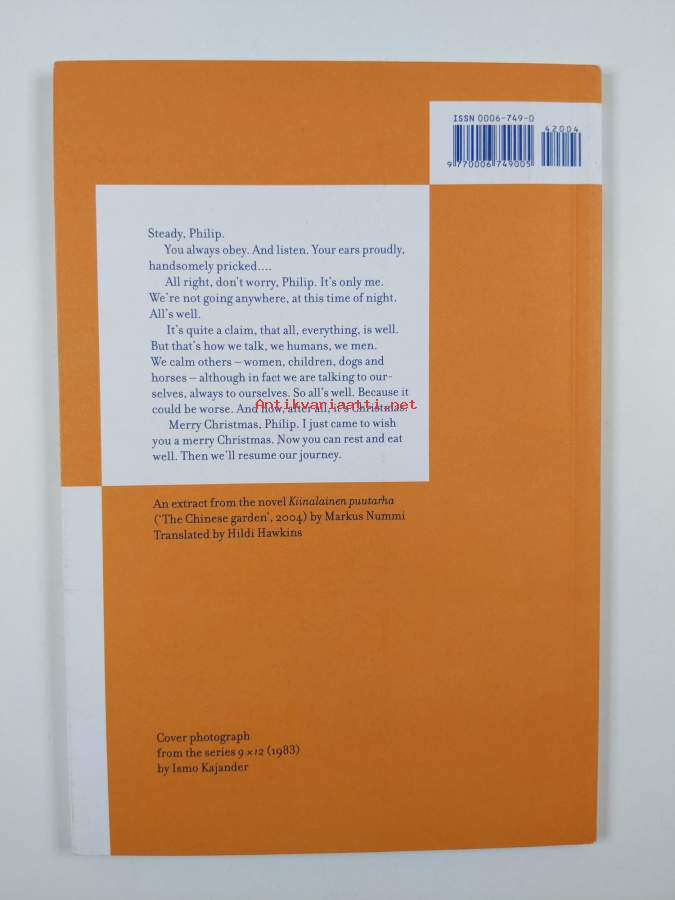 ISSN 0006-749-0
42004
9 770006 749005
Steady, Philip.
You always obey. And listen. Your ears proudly,
handsomely pricked....
All right, don't worry, Philip. It's only me.
We're not going anywhere, at this time of night.
All's well.
It's quite a claim, that all, everything, is well.
But that's how we talk, we humans, we men.
We calm others – women, children, dogs and
horses – although in fact we are talking to our-
selves, always to ourselves. So all's well. Because it
could be worse. And now, after all, it's Christmas.
Antikvariaatti.net
Merry Christmas, Philip. I just came to wish
you a merry Christmas. Now you can rest and eat
well. Then we'll resume our journey.
An extract from the novel Kiinalainen puutarha
('The Chinese garden', 2004) by Markus Nummi
Translated by Hildi Hawkins
Cover photograph
from the series 9 x 12 (1983)
by Ismo Kajander